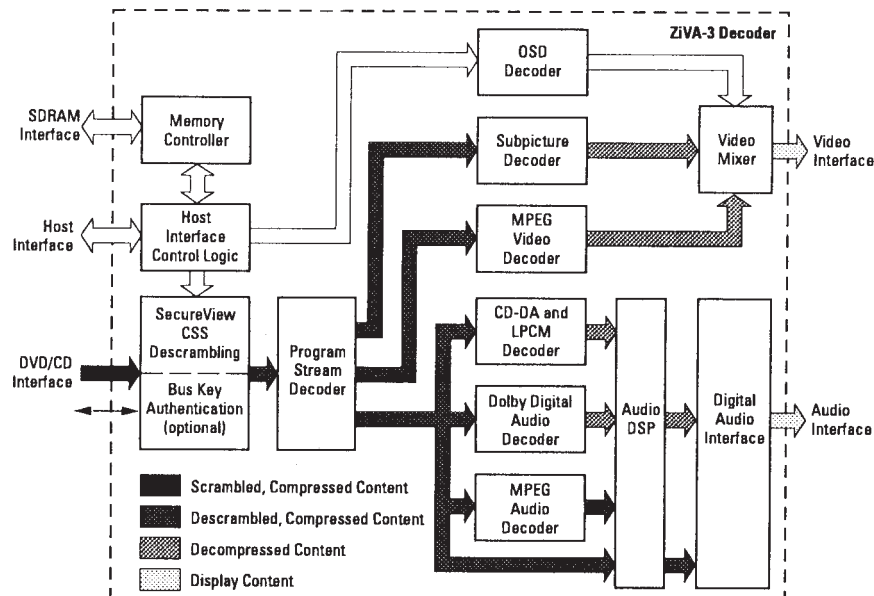 ZiVA-3 Decoder
OSD
Decoder
SDRAM
Interface
Memory
Controller
Subpicture
Decoder
Video
Mixer
Video
Interface
Host
Interface
Host
Interface
Control Logic
MPEG
Video
Decoder
SecureView
CSS
Descrambling
DVD/CD
Interface
Bus Key
Authentication
(optional)
Program
Stream
Decoder
CD-DA and
LPCM
Decoder
Dolby Digital
Audio
Decoder
MPEG
Audio
Decoder
Audio
DSP
Digital
Audio
Interface
Audio
Interface
Scrambled, Compressed Content
Descrambled, Compressed Content
Decompressed Content
Display Content